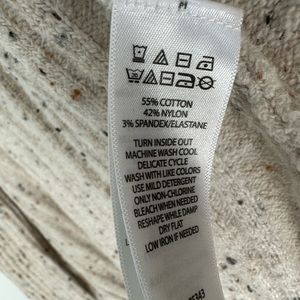 M
55% COTTON
42% NYLON
3% SPANDEX/ELASTANE
TURN INSIDE OUT
MACHINE WASH COOL
DELICATE CYCLE
WASH WITH LIKE COLORS
USE MILD DETERGENT
ONLY NON-CHLORINE
BLEACH WHEN NEEDED
RESHAPE WHILE DAMP
DRY FLAT
LOW IRON IF NEEDED